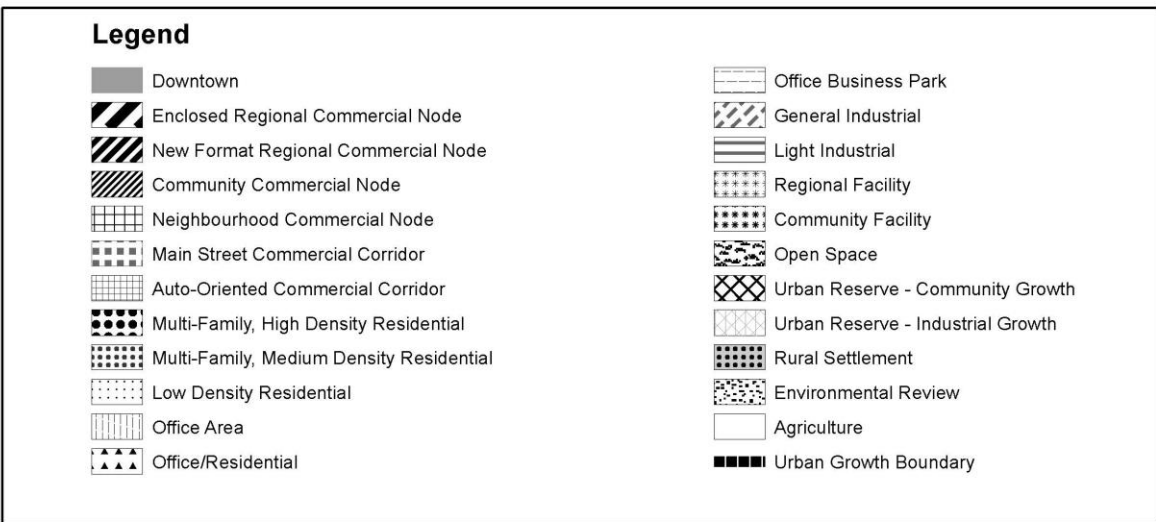 Legend
Downtown
Enclosed Regional Commercial Node
New Format Regional Commercial Node
Community Commercial Node
Neighbourhood Commercial Node
Main Street Commercial Corridor
Auto-Oriented Commercial Corridor
Multi-Family, High Density Residential
Multi-Family, Medium Density Residential
Low Density Residential
Office Area
Office/Residential
Office Business Park
General Industrial
Light Industrial
Regional Facility
Community Facility
Open Space
Urban Reserve - Community Growth
Urban Reserve - Industrial Growth
Rural Settlement
Environmental Review
Agriculture
Urban Growth Boundary